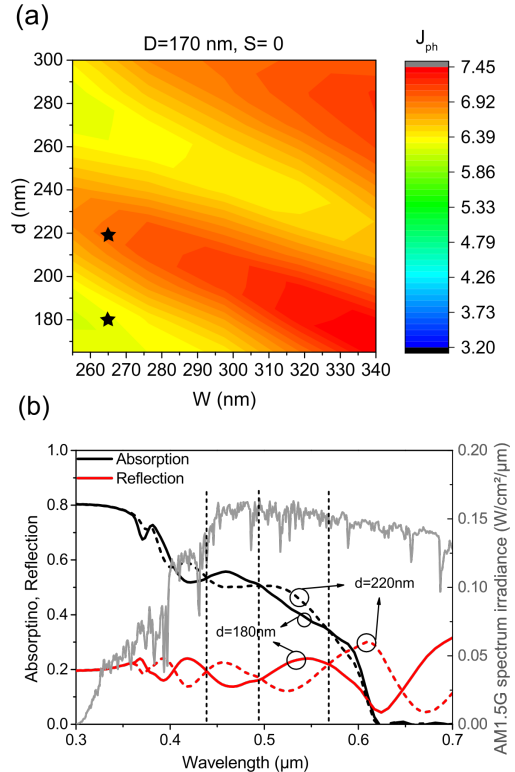 (a)
D=170 nm, S= 0
J_ph
300
280
260
240
220
200
180
d (nm)
260 270 280 290 300 310 320 330 340
W (nm)
7.45
6.92
6.39
5.86
5.33
4.79
4.26
3.73
3.20
(b)
Absorption
Reflection
1.0
0.8
0.6
0.4
0.2
0.0
Absorptino, Reflection
d=220nm
d=180nm
0.20
0.15
0.10
0.05
0.00
AM1.5G spectrum irradiance (W/cm²/µm)
0.3 0.4 0.5 0.6 0.7
Wavelength (µm)